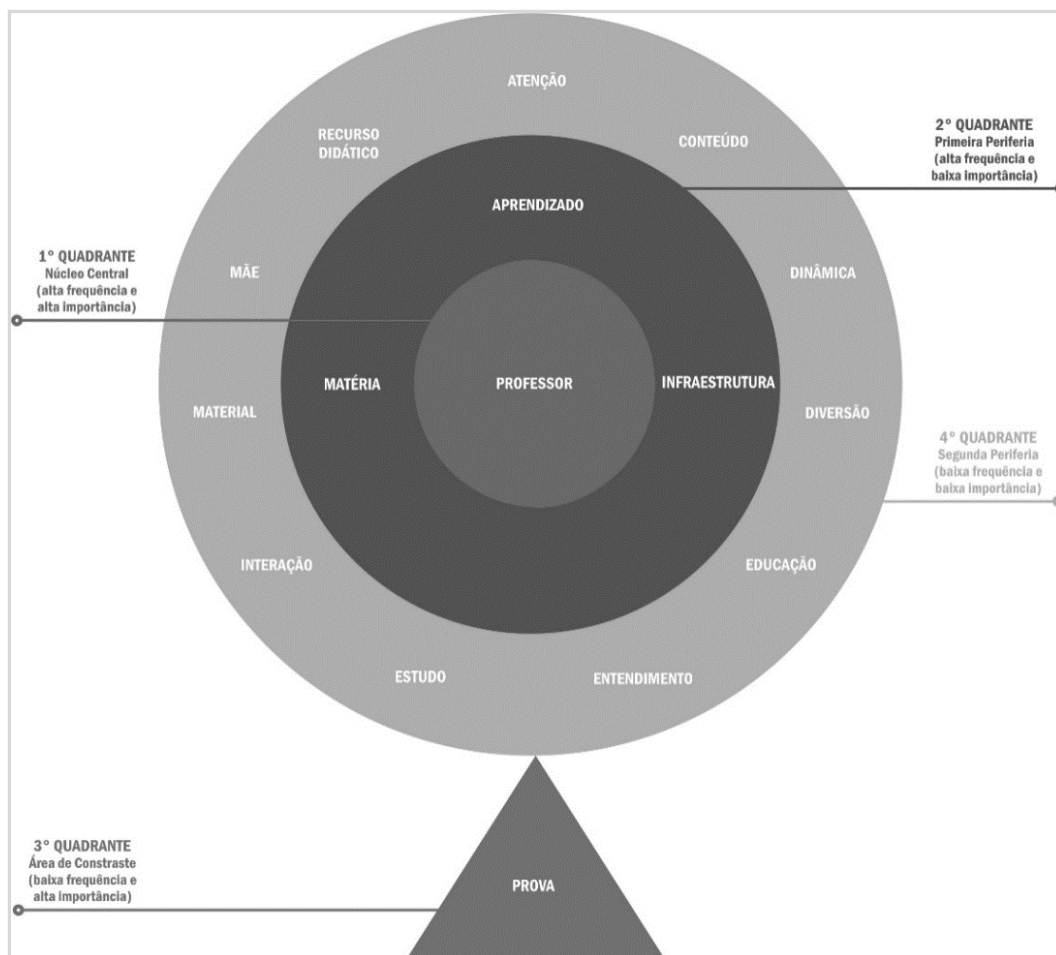 ATENÇÃO
RECURSO
DIDÁTICO
CONTEÚDO
2° QUADRANTE
Primeira Periferia
(alta frequência e
baixa importância)
APRENDIZADO
1° QUADRANTE
Núcleo Central
(alta frequência e
alta importância)
MÃE
DINÂMICA
MATÉRIA
PROFESSOR
INFRAESTRUTURA
MATERIAL
DIVERSÃO
4° QUADRANTE
Segunda Periferia
(baixa frequência e
baixa importância)
INTERAÇÃO
EDUCAÇÃO
ESTUDO
ENTENDIMENTO
3° QUADRANTE
Área de Constraste
(baixa frequência e
alta importância)
PROVA